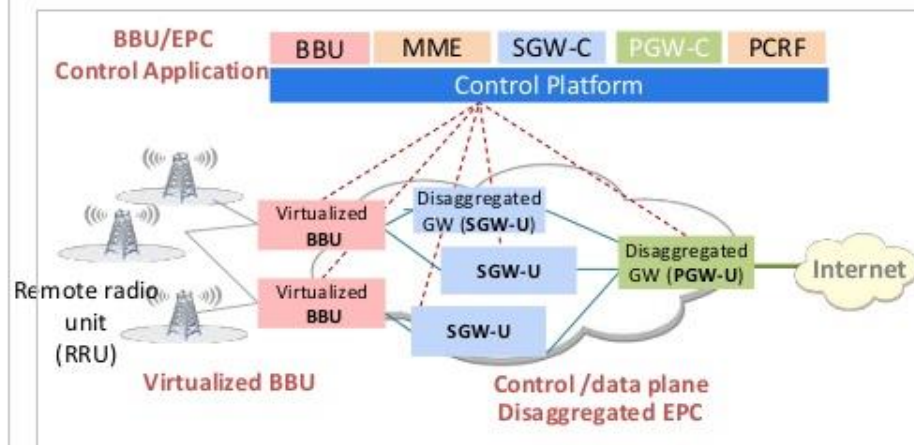 BBU/EPC
Control Application
BBU
MME
SGW-C
PGW-C
PCRF
Control Platform
Virtualized
BBU
Disaggregated
GW (SGW-U)
SGW-U
Disaggregated
GW (PGW-U)
Internet
Remote radio
unit
(RRU)
Virtualized
BBU
SGW-U
Virtualized BBU
Control /data plane
Disaggregated EPC